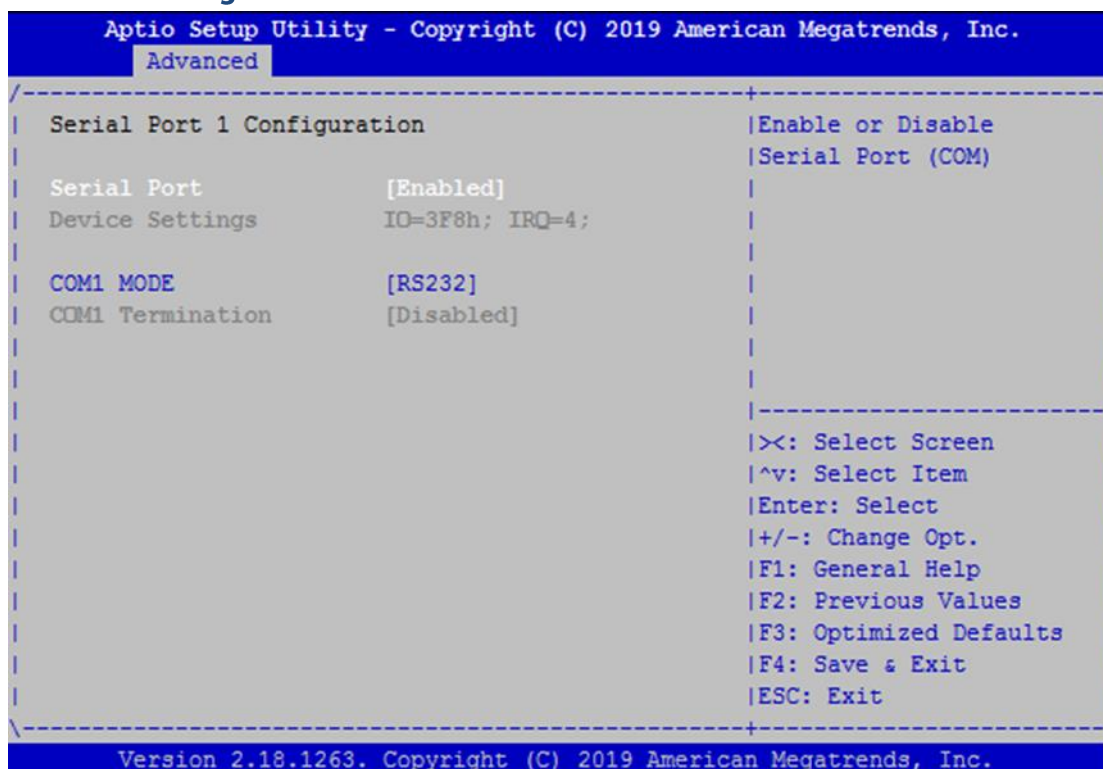 Aptio Setup Utility - Copyright (C) 2019 American Megatrends, Inc.
Advanced
Serial Port 1 Configuration
Serial Port [Enabled]
Device Settings IO=3F8h; IRQ=4;
COM1 MODE [RS232]
COM1 Termination [Disabled]
Enable or Disable
Serial Port (COM)
><: Select Screen
^v: Select Item
Enter: Select
+/-: Change Opt.
F1: General Help
F2: Previous Values
F3: Optimized Defaults
F4: Save & Exit
ESC: Exit
Version 2.18.1263. Copyright (C) 2019 American Megatrends, Inc.